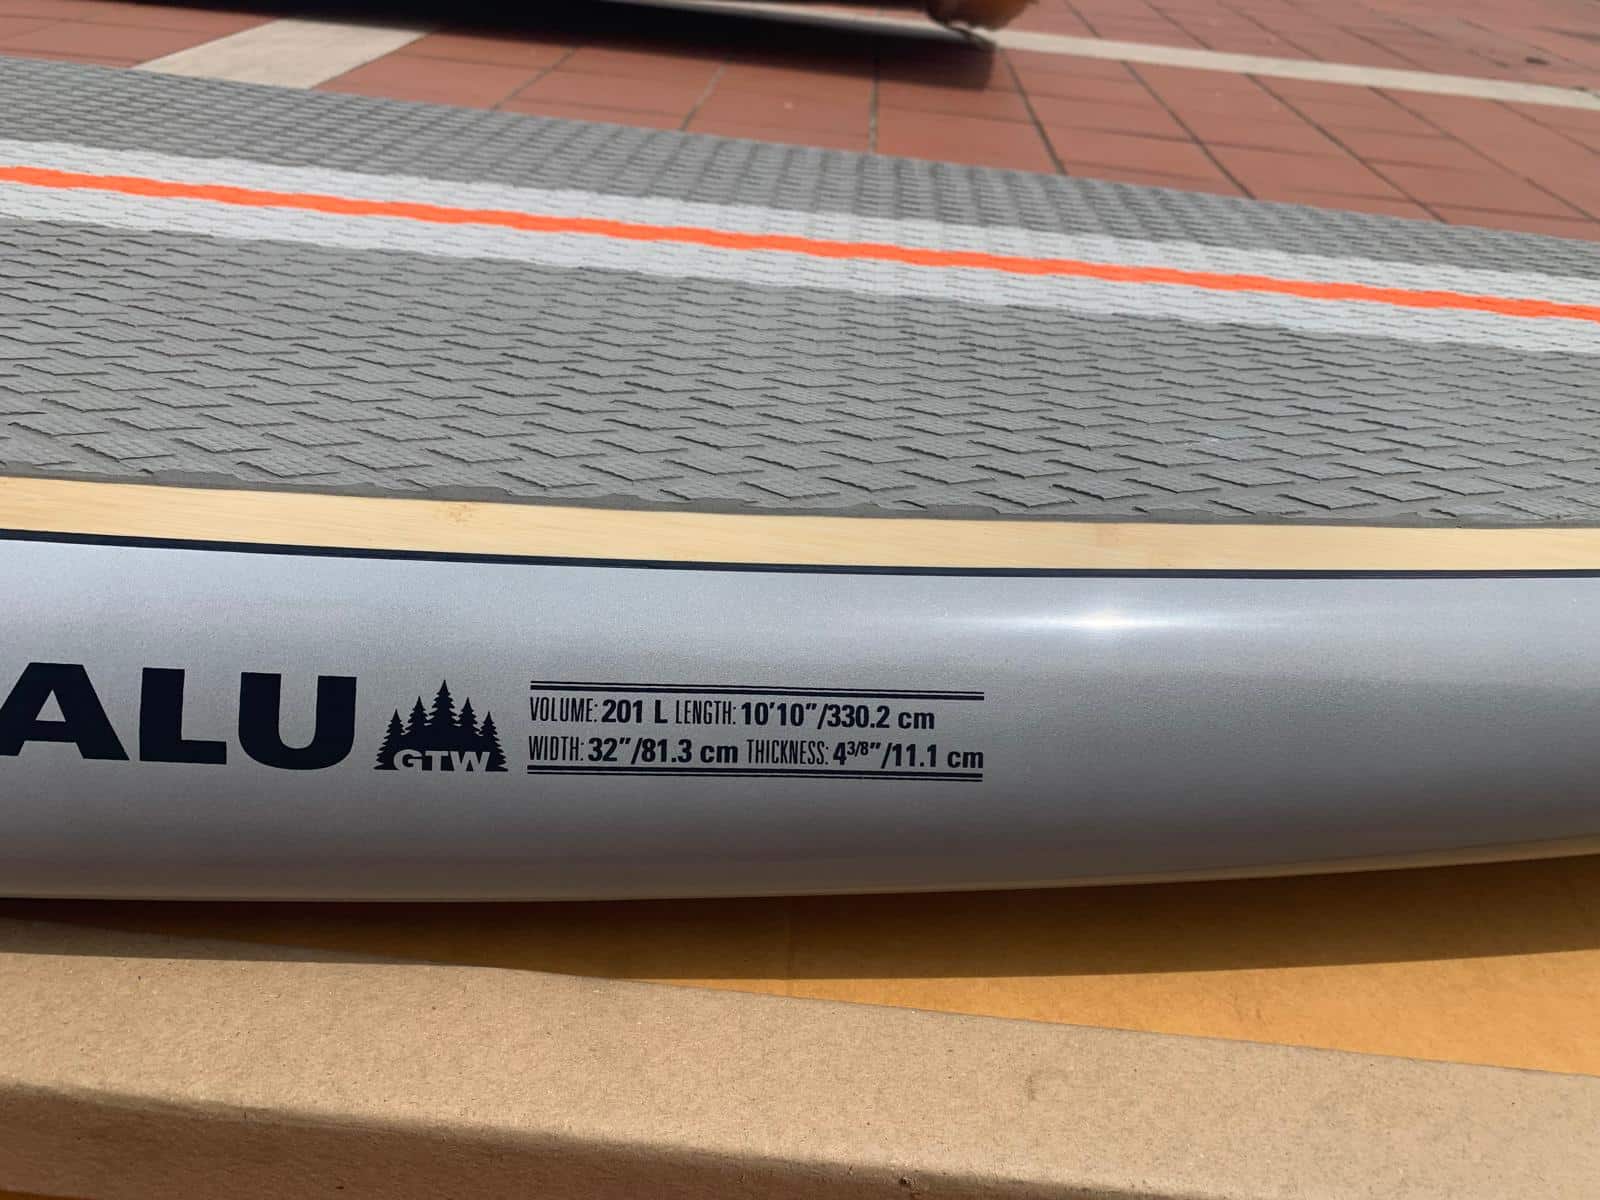 ALU
GTW
VOLUME: 201 L LENGTH: 10'10"/330.2 cm
WIDTH: 32"/81.3 cm THICKNESS: 4 3/8"/11.1 cm